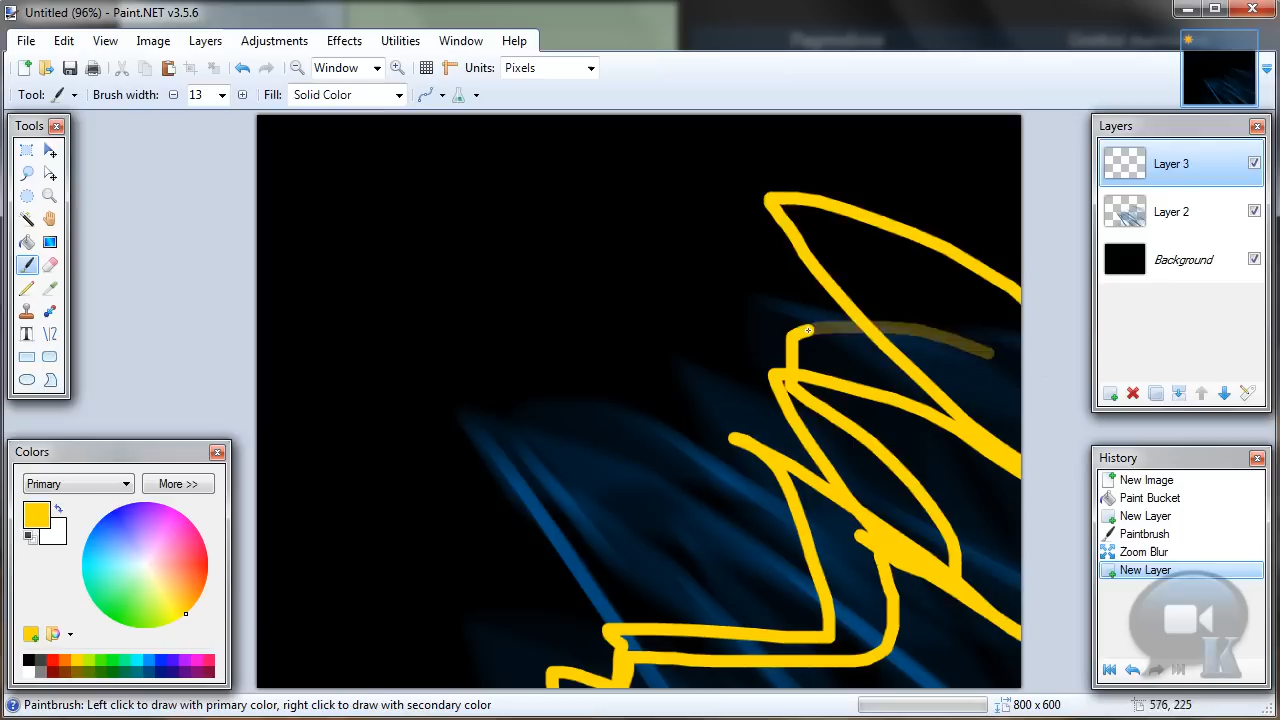 Untitled (96%) - Paint.NET v3.5.6
File Edit View Image Layers Adjustments Effects Utilities Window Help
Window Units: Pixels
Tool: Brush width: 13 Fill: Solid Color
Tools
Layers
Layer 3
Layer 2
Background
Colors
Primary More >>
History
New Image
Paint Bucket
New Layer
Paintbrush
Zoom Blur
New Layer
K
Paintbrush: Left click to draw with primary color, right click to draw with secondary color 800 x 600 576, 225